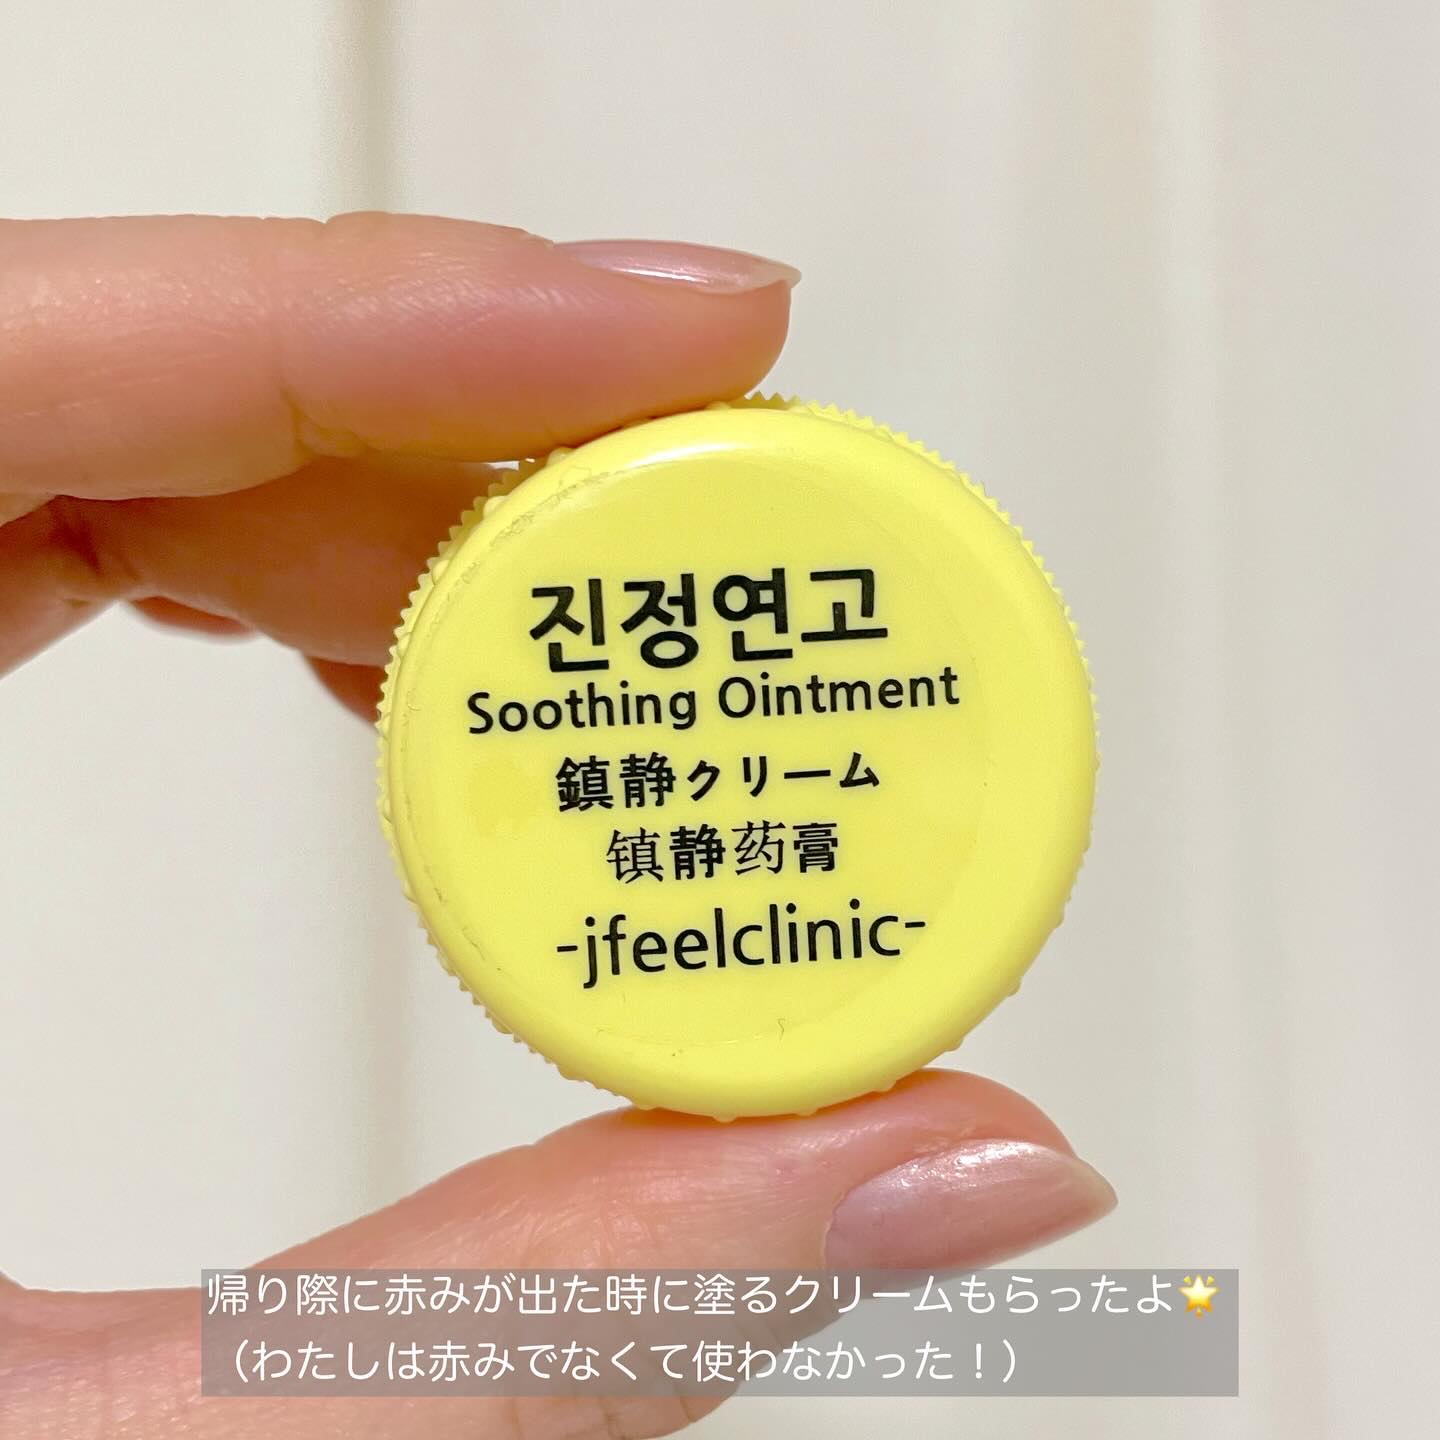 진정연고
Soothing Ointment
鎮静クリーム
镇静药膏
-jfeelclinic-
帰り際に赤みが出た時に塗るクリームもらったよ🌟
（わたしは赤みでなくて使わなかった！）